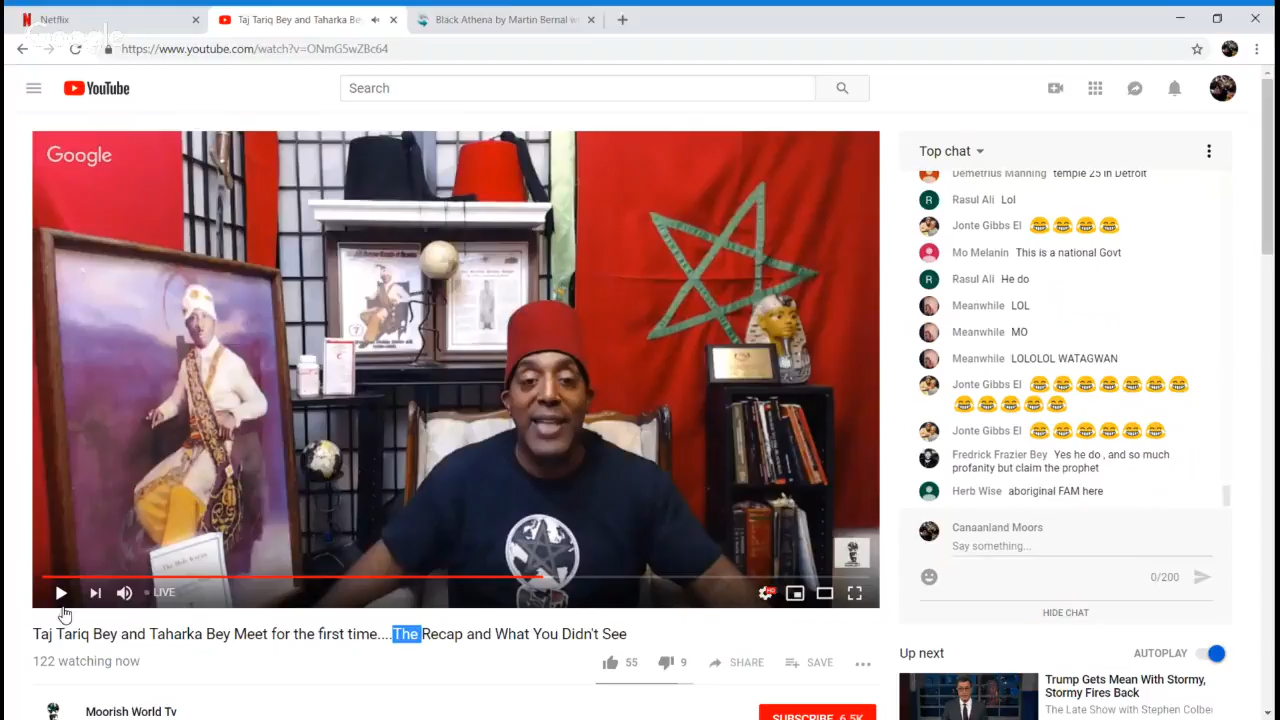 Netflix
Taj Tariq Bey and Taharka Be
Black Athena by Martin Bernal w
Google
https://www.youtube.com/watch?v=ONmG5wZBc64
YouTube
Search
Google
Top chat
Demetrius Manning temple 25 in Detroit
Rasul Ali Lol
Jonte Gibbs El 😂😂😂😂
Mo Melanin This is a national Govt
Rasul Ali He do
Meanwhile LOL
Meanwhile MO
Meanwhile LOLOLOL WATAGWAN
Jonte Gibbs El 😂😂😂😂😂😂😂
😂😂😂😂😂
Jonte Gibbs El 😂😂😂😂😂😂
Fredrick Frazier Bey Yes he do , and so much
profanity but claim the prophet
Herb Wise aboriginal FAM here
Canaanland Moors
Say something...
0/200
HIDE CHAT
LIVE
Taj Tariq Bey and Taharka Bey Meet for the first time....The Recap and What You Didn't See
122 watching now
55
9
SHARE
SAVE
Moorish World Tv
SUBSCRIBE 6.5K
Up next
AUTOPLAY
Trump Gets Mean With Stormy,
Stormy Fires Back
The Late Show with Stephen Colbe